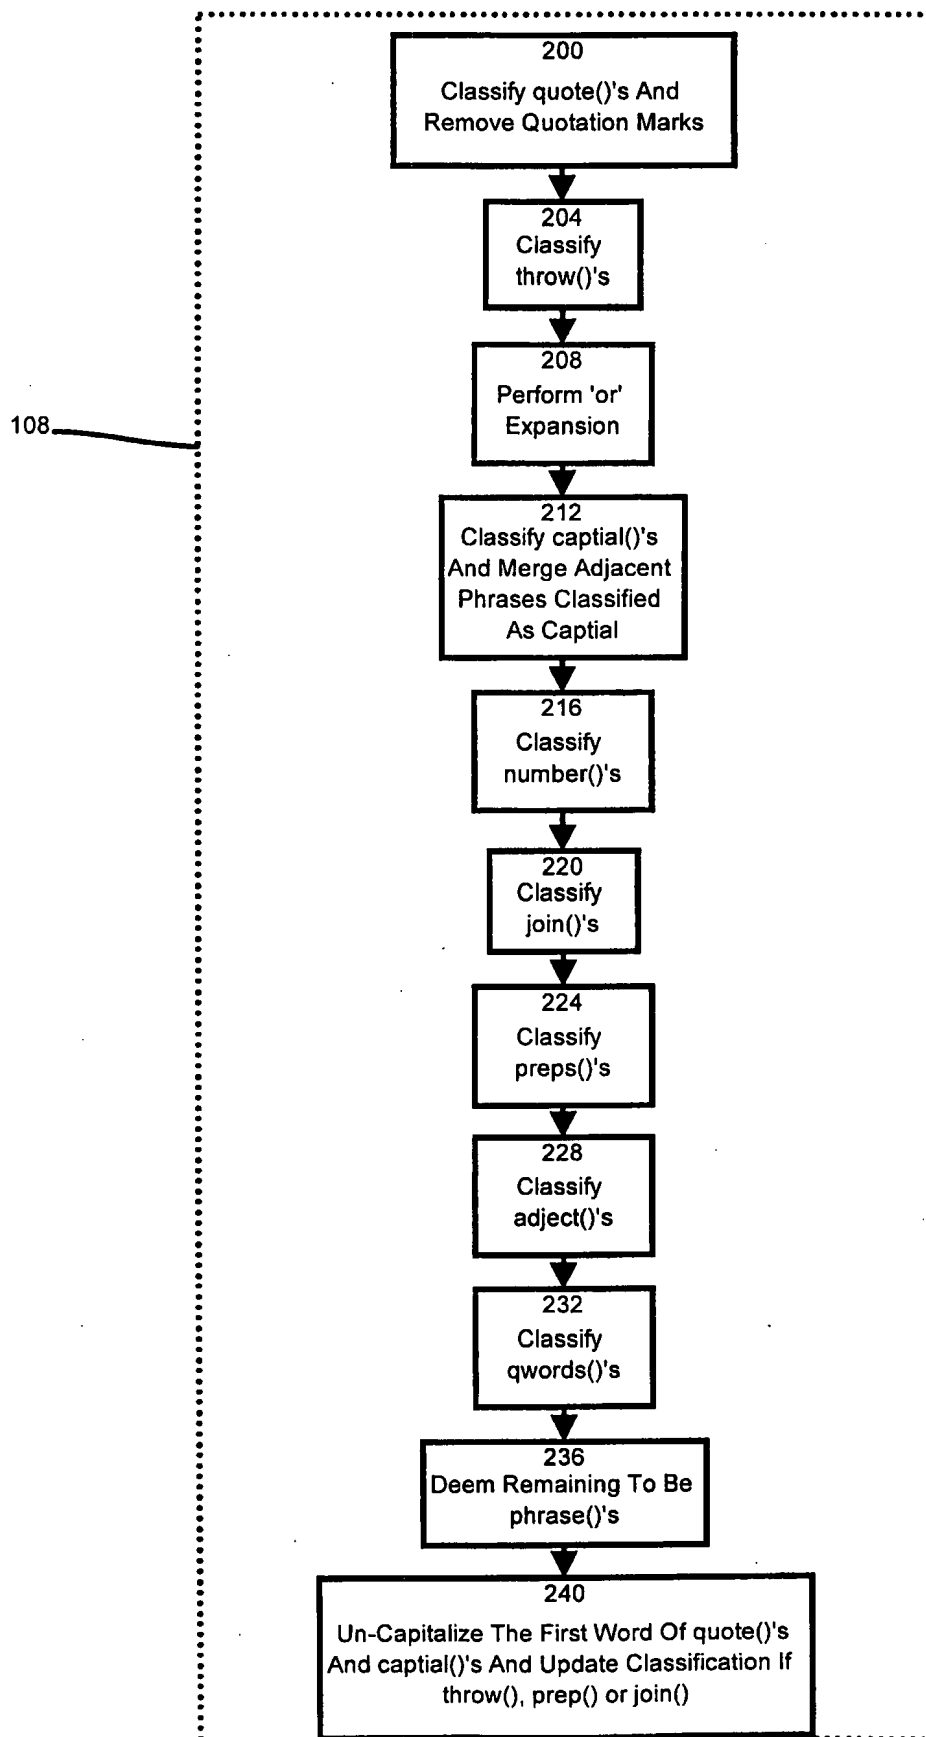 200
Classify quote()'s And
Remove Quotation Marks
204
Classify
throw()'s
208
Perform 'or'
Expansion
108
212
Classify captial()'s
And Merge Adjacent
Phrases Classified
As Captial
216
Classify
number()'s
220
Classify
join()'s
224
Classify
preps()'s
228
Classify
adject()'s
232
Classify
qwords()'s
236
Deem Remaining To Be
phrase()'s
240
Un-Capitalize The First Word Of quote()'s
And captial()'s And Update Classification If
throw(), prep() or join()